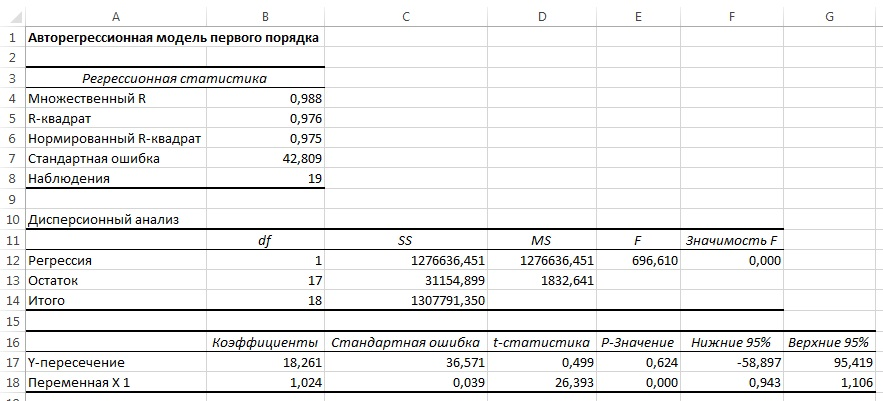 A B C D E F G
1 Авторегрессионная модель первого порядка
2
3 Регрессионная статистика
4 Множественный R 0,988
5 R-квадрат 0,976
6 Нормированный R-квадрат 0,975
7 Стандартная ошибка 42,809
8 Наблюдения 19
9
10 Дисперсионный анализ
11 df SS MS F Значимость F
12 Регрессия 1 1276636,451 1276636,451 696,610 0,000
13 Остаток 17 31154,899 1832,641
14 Итого 18 1307791,350
15
16 Коэффициенты Стандартная ошибка t-статистика P-Значение Нижние 95% Верхние 95%
17 Y-пересечение 18,261 36,571 0,499 0,624 -58,897 95,419
18 Переменная X 1 1,024 0,039 26,393 0,000 0,943 1,106